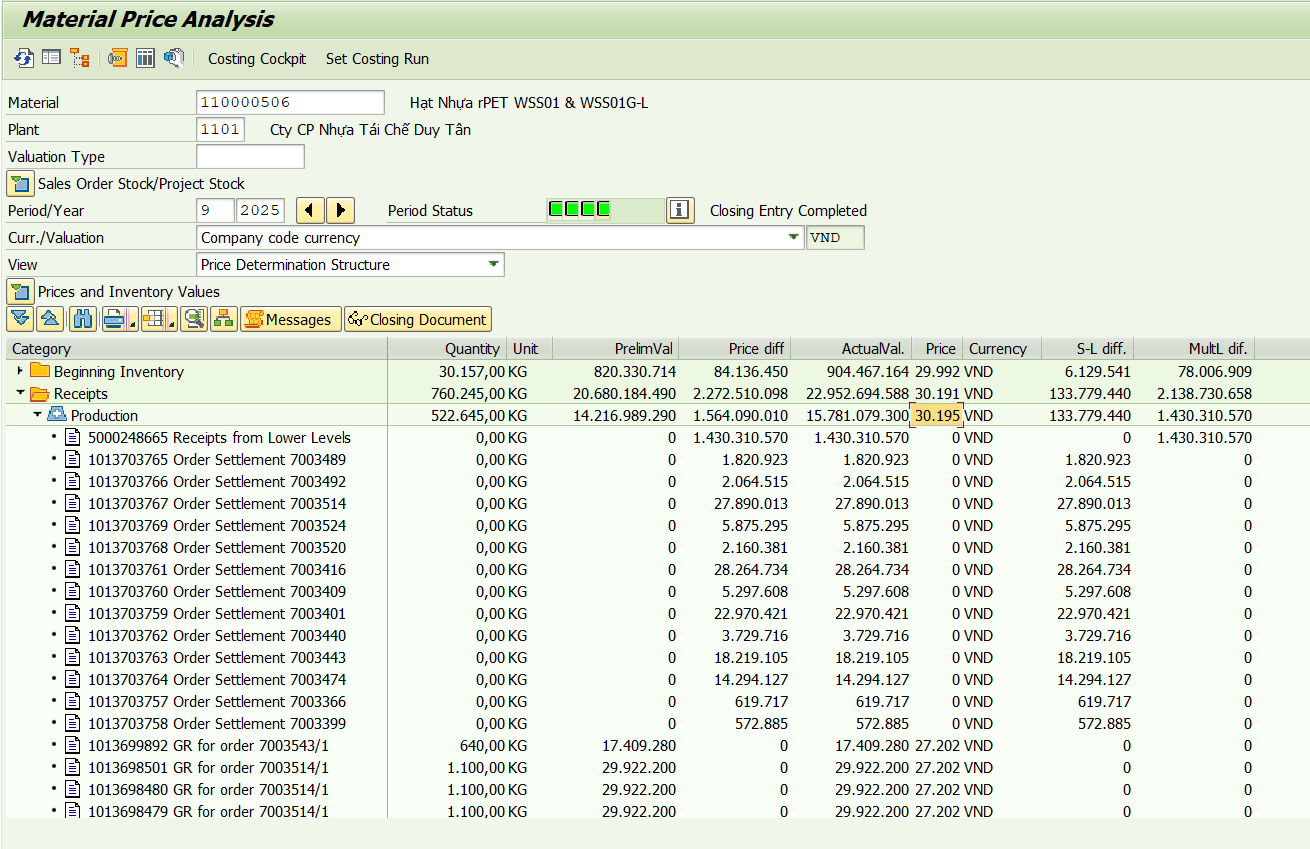 Material Price Analysis
Costing Cockpit Set Costing Run
Material 110000506 Hạt Nhựa rPET WSS01 & WSS01G-L
Plant 1101 Cty CP Nhựa Tái Chế Duy Tân
Valuation Type
Sales Order Stock/Project Stock
Period/Year 9 2025 Period Status Closing Entry Completed
Curr./Valuation Company code currency VND
View Price Determination Structure
Prices and Inventory Values
Messages Closing Document
Category Quantity Unit PrelimVal Price diff ActualVal. Price Currency S-L diff. MultL dif.
Beginning Inventory 30.157,00 KG 820.330.714 84.136.450 904.467.164 29.992 VND 6.129.541 78.006.909
Receipts 760.245,00 KG 20.680.184.490 2.272.510.098 22.952.694.588 30.191 VND 133.779.440 2.138.730.658
Production 522.645,00 KG 14.216.989.290 1.564.090.010 15.781.079.300 30.195 VND 133.779.440 1.430.310.570
5000248665 Receipts from Lower Levels 0,00 KG 0 1.430.310.570 1.430.310.570 0 VND 0 1.430.310.570
1013703765 Order Settlement 7003489 0,00 KG 0 1.820.923 1.820.923 0 VND 1.820.923 0
1013703766 Order Settlement 7003492 0,00 KG 0 2.064.515 2.064.515 0 VND 2.064.515 0
1013703767 Order Settlement 7003514 0,00 KG 0 27.890.013 27.890.013 0 VND 27.890.013 0
1013703769 Order Settlement 7003524 0,00 KG 0 5.875.295 5.875.295 0 VND 5.875.295 0
1013703768 Order Settlement 7003520 0,00 KG 0 2.160.381 2.160.381 0 VND 2.160.381 0
1013703761 Order Settlement 7003416 0,00 KG 0 28.264.734 28.264.734 0 VND 28.264.734 0
1013703760 Order Settlement 7003409 0,00 KG 0 5.297.608 5.297.608 0 VND 5.297.608 0
1013703759 Order Settlement 7003401 0,00 KG 0 22.970.421 22.970.421 0 VND 22.970.421 0
1013703762 Order Settlement 7003440 0,00 KG 0 3.729.716 3.729.716 0 VND 3.729.716 0
1013703763 Order Settlement 7003443 0,00 KG 0 18.219.105 18.219.105 0 VND 18.219.105 0
1013703764 Order Settlement 7003474 0,00 KG 0 14.294.127 14.294.127 0 VND 14.294.127 0
1013703757 Order Settlement 7003366 0,00 KG 0 619.717 619.717 0 VND 619.717 0
1013703758 Order Settlement 7003399 0,00 KG 0 572.885 572.885 0 VND 572.885 0
1013699892 GR for order 7003543/1 640,00 KG 17.409.280 0 17.409.280 27.202 VND 0 0
1013698501 GR for order 7003514/1 1.100,00 KG 29.922.200 0 29.922.200 27.202 VND 0 0
1013698480 GR for order 7003514/1 1.100,00 KG 29.922.200 0 29.922.200 27.202 VND 0 0
1013698479 GR for order 7003514/1 1.100,00 KG 29.922.200 0 29.922.200 27.202 VND 0 0